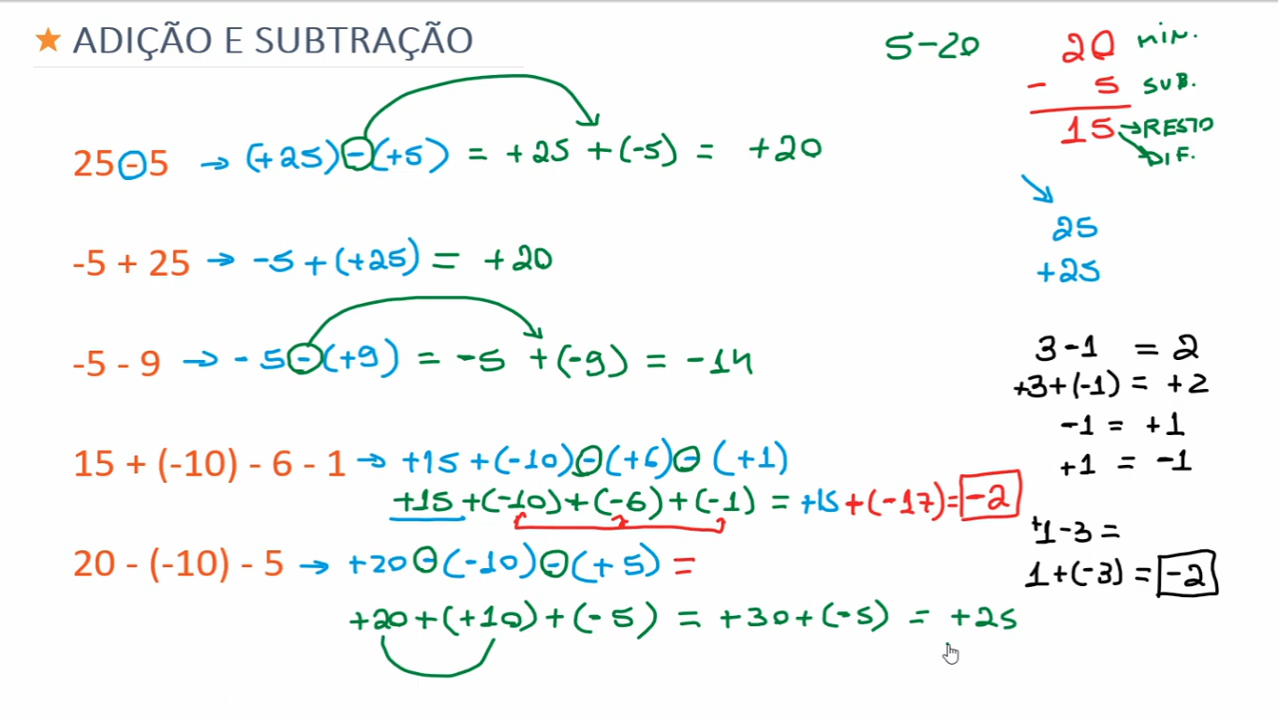 ★ ADIÇÃO E SUBTRAÇÃO
5-20
20 MIN.
- 5 SUB.
15 → RESTO
DIF.
25 - 5 → (+25)-(+5) = +25 +(-5) = +20
25
+25
-5 + 25 → -5+(+25) = +20
-5 - 9 → -5-(+9) = -5 +(-9) = -14
3-1 = 2
+3+(-1) = +2
-1 = +1
+1 = -1
15 + (-10) - 6 - 1 → +15 +(-10)-(+6)-(+1)
+15 +(-10)+(-6)+(-1) = +15 +(-17) = -2
+1-3 =
1+(-3) = -2
20 - (-10) - 5 → +20-(-10)-(+5) =
+20+(+10)+(-5) = +30+(-5) = +25